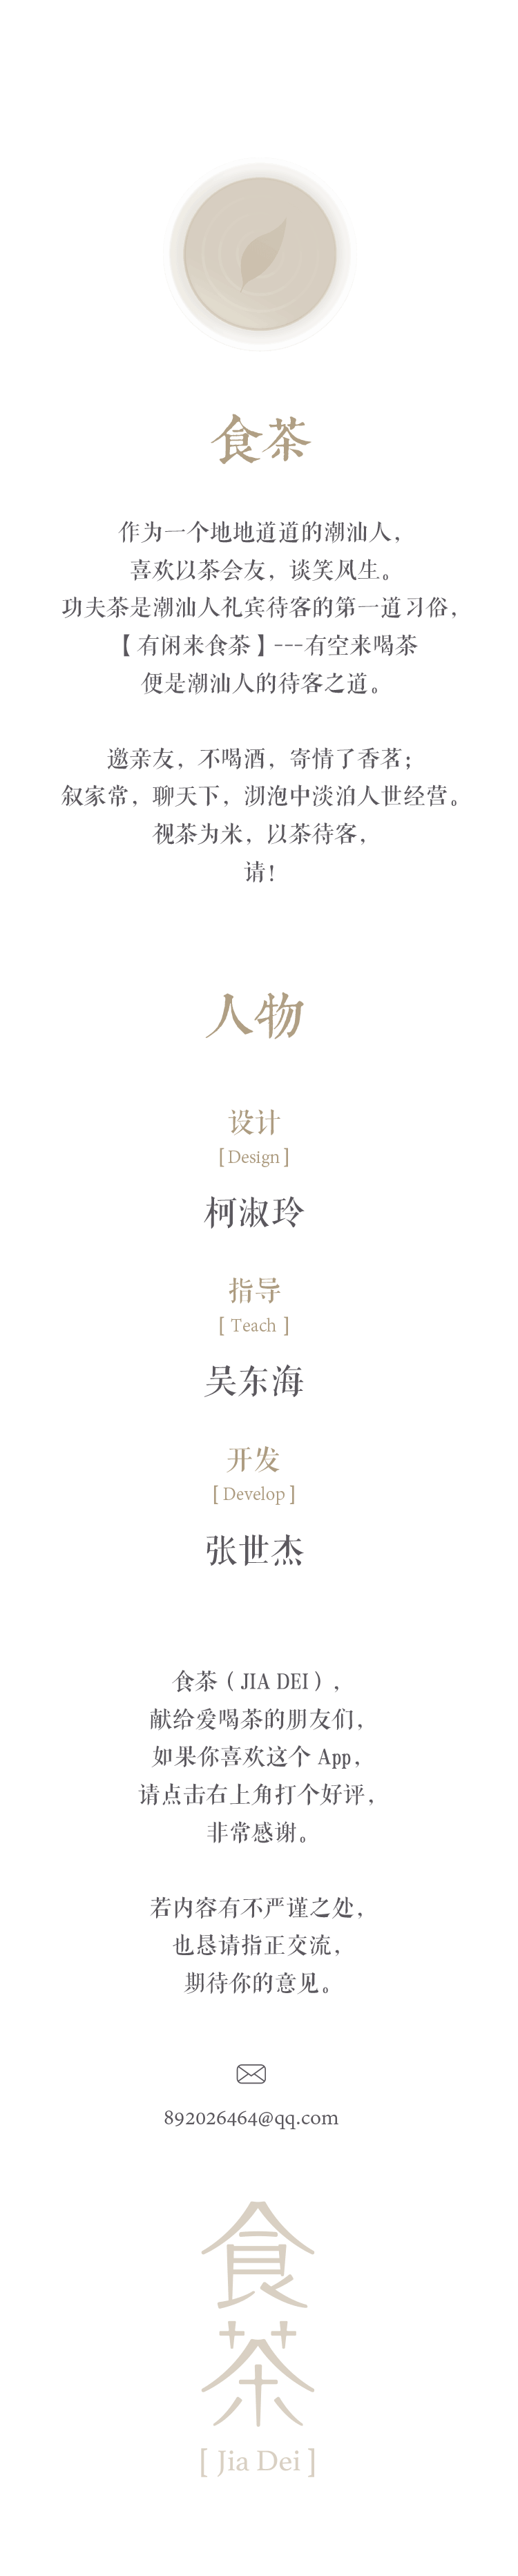 食茶
作为一个地地道道的潮汕人，
喜欢以茶会友，谈笑风生。
功夫茶是潮汕人礼宾待客的第一道习俗，
【有闲来食茶】---有空来喝茶
便是潮汕人的待客之道。
邀亲友，不喝酒，寄情了香茗；
叙家常，聊天下，沏泡中淡泊人世经营。
视茶为米，以茶待客，
请！
人物
设计
[ Design ]
柯淑玲
指导
[ Teach ]
吴东海
开发
[ Develop ]
张世杰
食茶（JIA DEI），
献给爱喝茶的朋友们，
如果你喜欢这个 App，
请点击右上角打个好评，
非常感谢。
若内容有不严谨之处，
也恳请指正交流，
期待你的意见。
892026464@qq.com
食
茶
[ Jia Dei ]